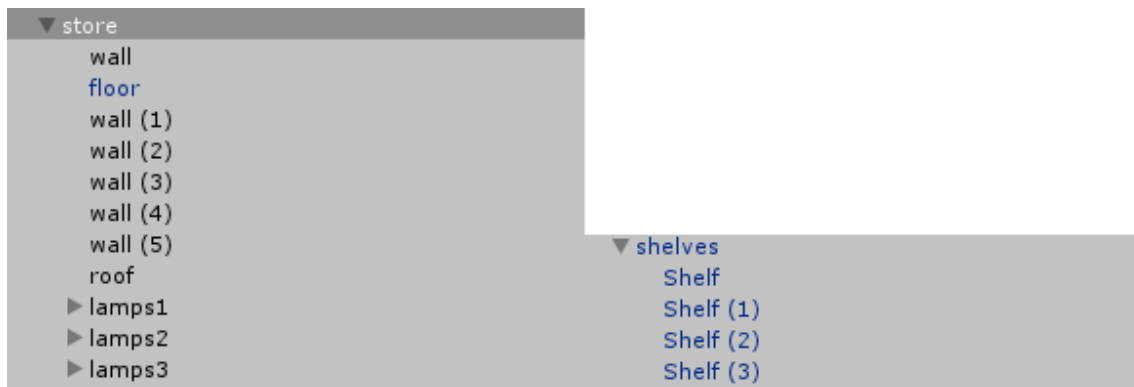 store
wall
floor
wall (1)
wall (2)
wall (3)
wall (4)
wall (5)
roof
lamps1
lamps2
lamps3
shelves
Shelf
Shelf (1)
Shelf (2)
Shelf (3)